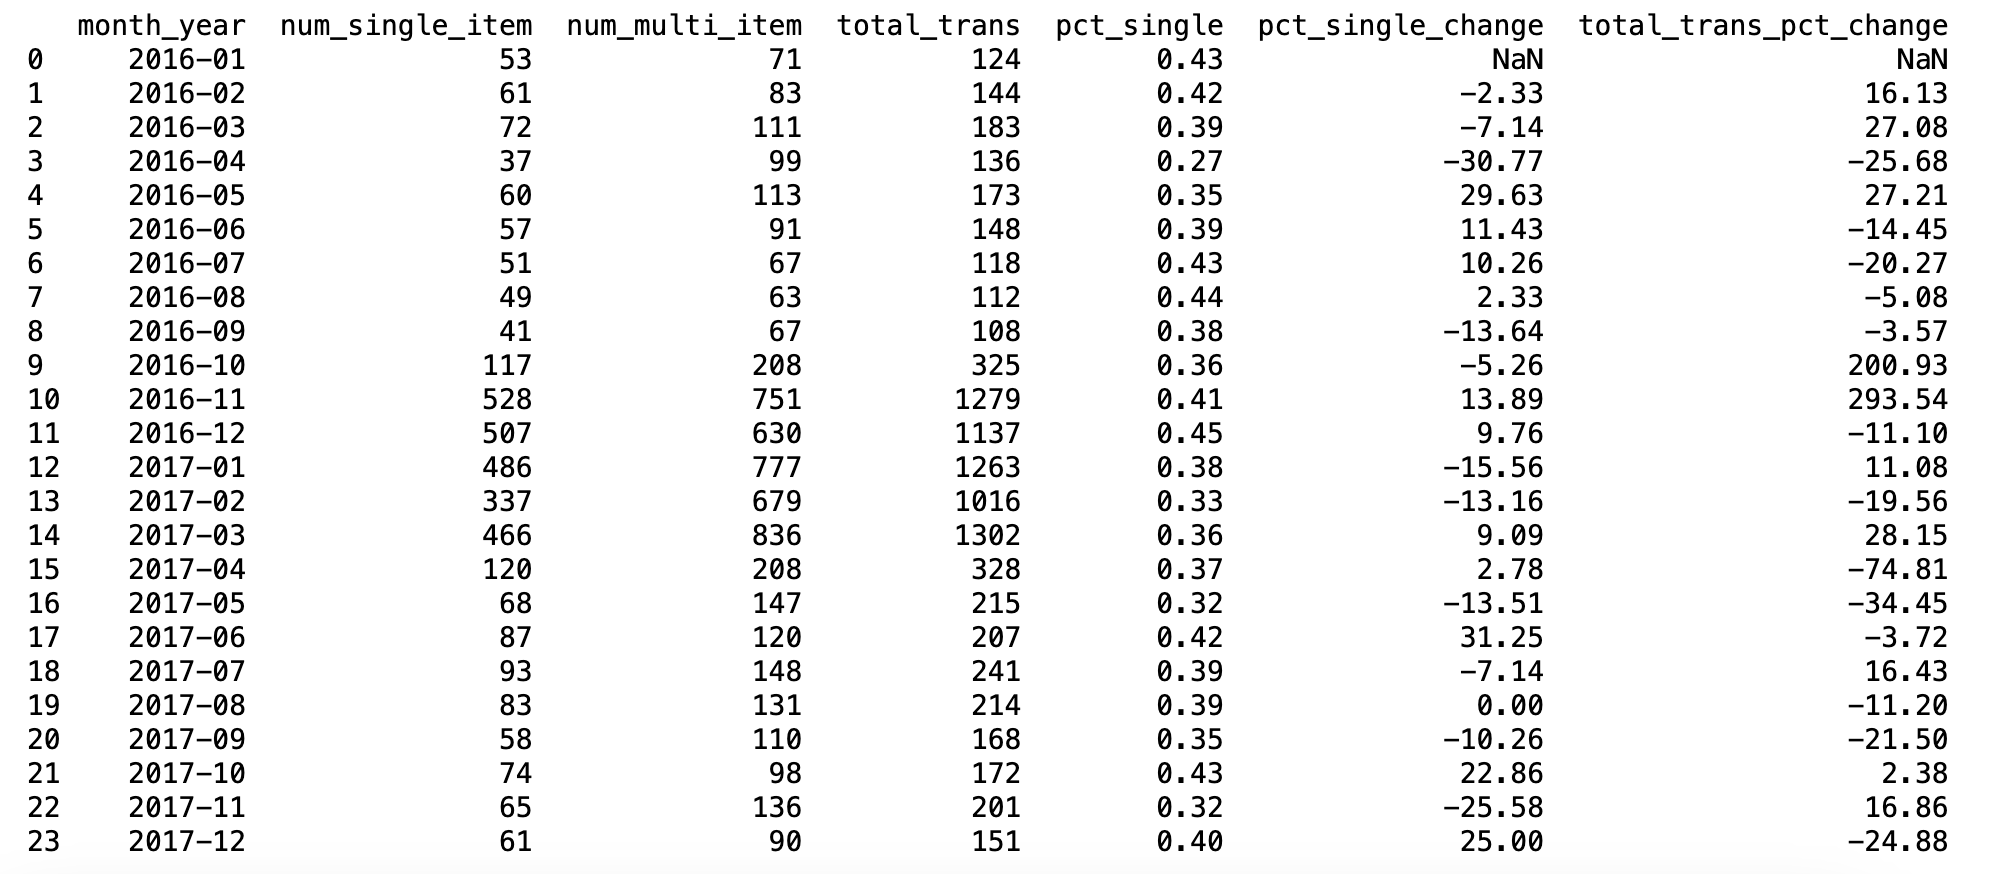 month_year num_single_item num_multi_item total_trans pct_single pct_single_change total_trans_pct_change
0 2016-01 53 71 124 0.43 NaN NaN
1 2016-02 61 83 144 0.42 -2.33 16.13
2 2016-03 72 111 183 0.39 -7.14 27.08
3 2016-04 37 99 136 0.27 -30.77 -25.68
4 2016-05 60 113 173 0.35 29.63 27.21
5 2016-06 57 91 148 0.39 11.43 -14.45
6 2016-07 51 67 118 0.43 10.26 -20.27
7 2016-08 49 63 112 0.44 2.33 -5.08
8 2016-09 41 67 108 0.38 -13.64 -3.57
9 2016-10 117 208 325 0.36 -5.26 200.93
10 2016-11 528 751 1279 0.41 13.89 293.54
11 2016-12 507 630 1137 0.45 9.76 -11.10
12 2017-01 486 777 1263 0.38 -15.56 11.08
13 2017-02 337 679 1016 0.33 -13.16 -19.56
14 2017-03 466 836 1302 0.36 9.09 28.15
15 2017-04 120 208 328 0.37 2.78 -74.81
16 2017-05 68 147 215 0.32 -13.51 -34.45
17 2017-06 87 120 207 0.42 31.25 -3.72
18 2017-07 93 148 241 0.39 -7.14 16.43
19 2017-08 83 131 214 0.39 0.00 -11.20
20 2017-09 58 110 168 0.35 -10.26 -21.50
21 2017-10 74 98 172 0.43 22.86 2.38
22 2017-11 65 136 201 0.32 -25.58 16.86
23 2017-12 61 90 151 0.40 25.00 -24.88